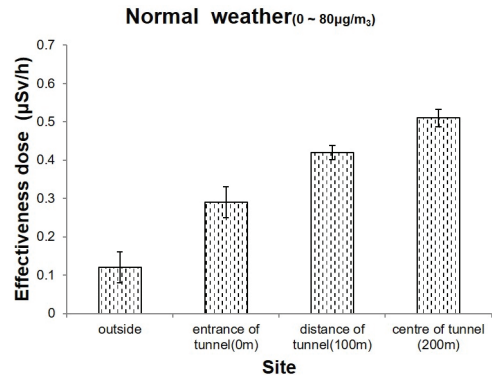 Normal weather(0 ~ 80µg/m₃)
Effectiveness dose (µSv/h)
0.7
0.6
0.5
0.4
0.3
0.2
0.1
0
outside
entrance of
tunnel(0m)
distance of
tunnel(100m)
centre of tunnel
(200m)
Site